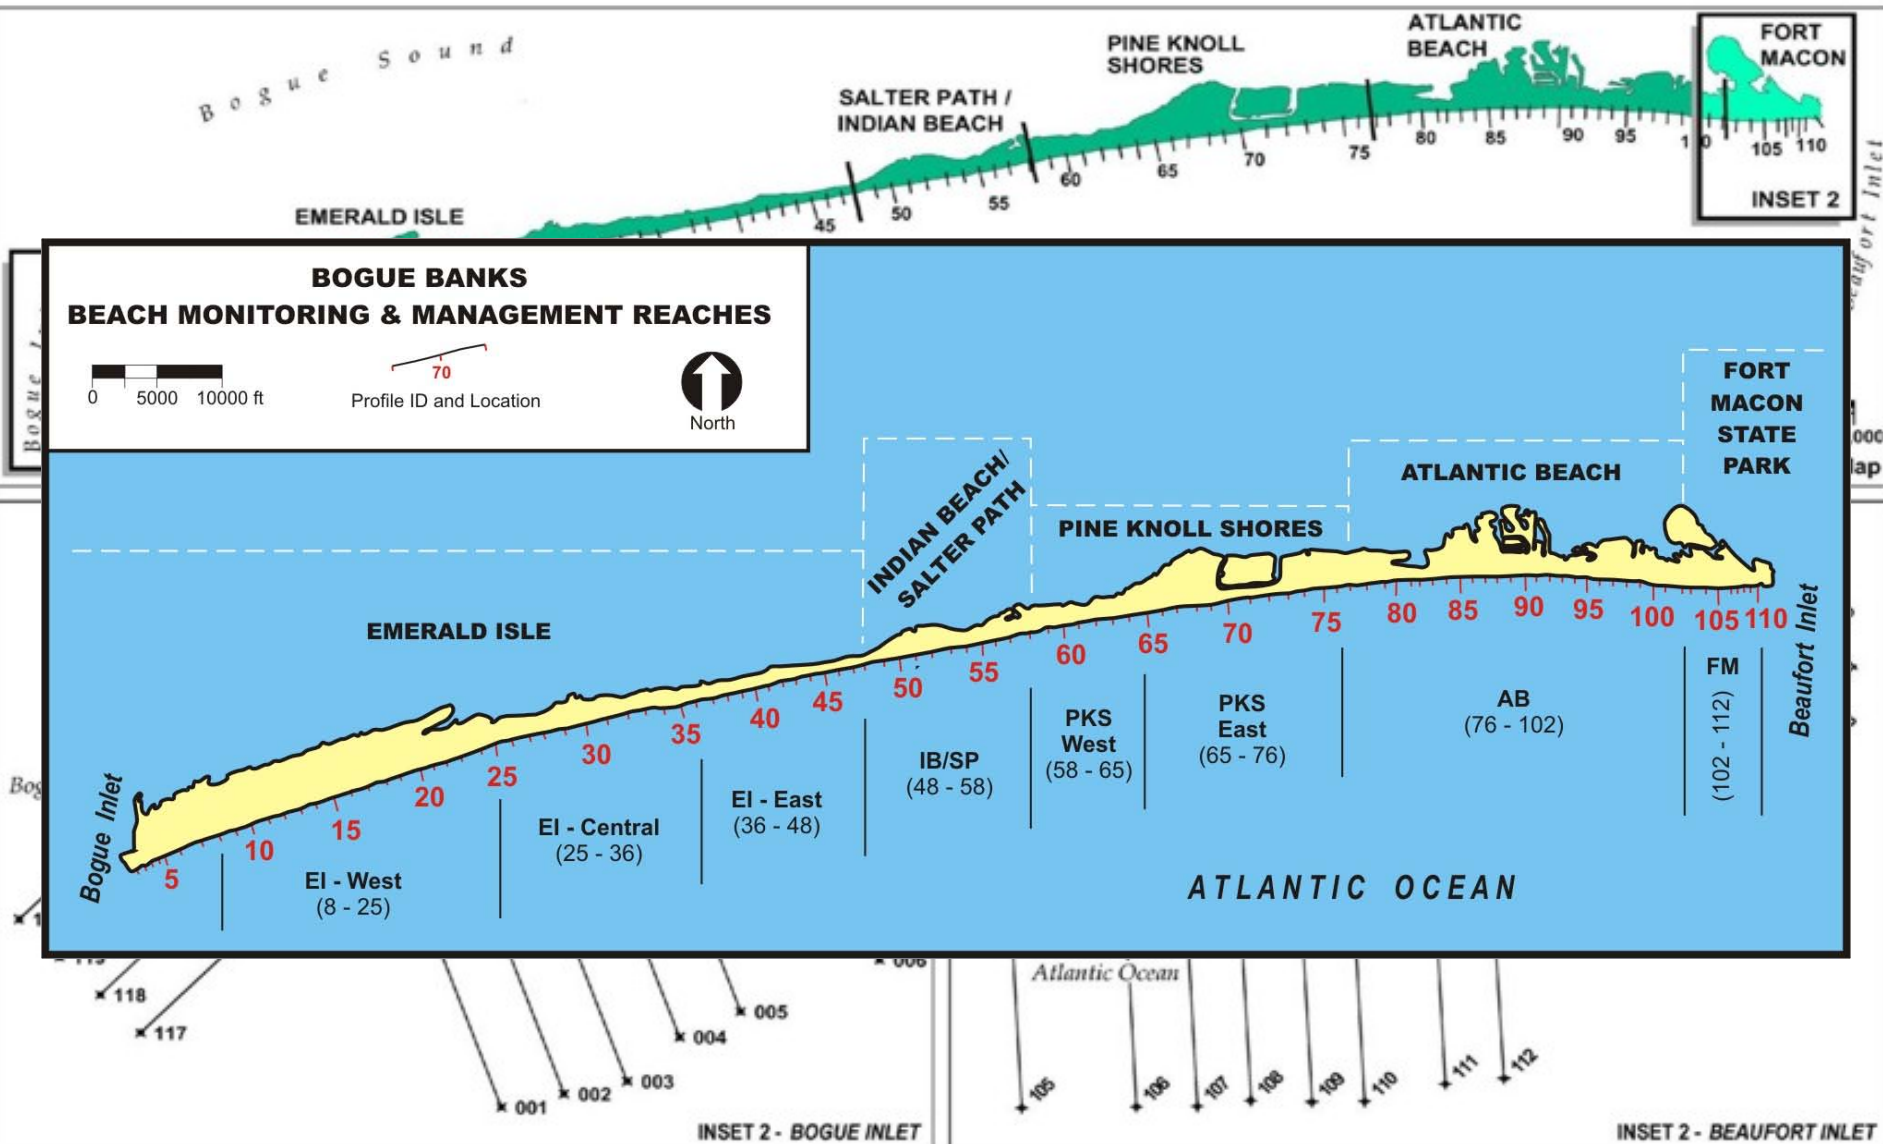 Bogue Sound
EMERALD ISLE
SALTER PATH /
INDIAN BEACH
PINE KNOLL
SHORES
ATLANTIC
BEACH
FORT
MACON
45
50
55
60
65
70
75
80
85
90
95
105
110
INSET 2
Beaufort Inlet
Bogue
BOGUE BANKS
BEACH MONITORING & MANAGEMENT REACHES
0 5000 10000 ft
70
Profile ID and Location
North
EMERALD ISLE
INDIAN BEACH/
SALTER PATH
PINE KNOLL SHORES
ATLANTIC BEACH
FORT
MACON
STATE
PARK
Bogue Inlet
5
10
15
20
25
30
35
40
45
50
55
60
65
70
75
80
85
90
95
100
105
110
Beaufort Inlet
EI - West
(8 - 25)
EI - Central
(25 - 36)
EI - East
(36 - 48)
IB/SP
(48 - 58)
PKS
West
(58 - 65)
PKS
East
(65 - 76)
AB
(76 - 102)
FM
(102 - 112)
ATLANTIC OCEAN
118
117
001
002
003
004
005
006
INSET 2 - BOGUE INLET
Atlantic Ocean
105
106
107
108
109
110
111
112
INSET 2 - BEAUFORT INLET